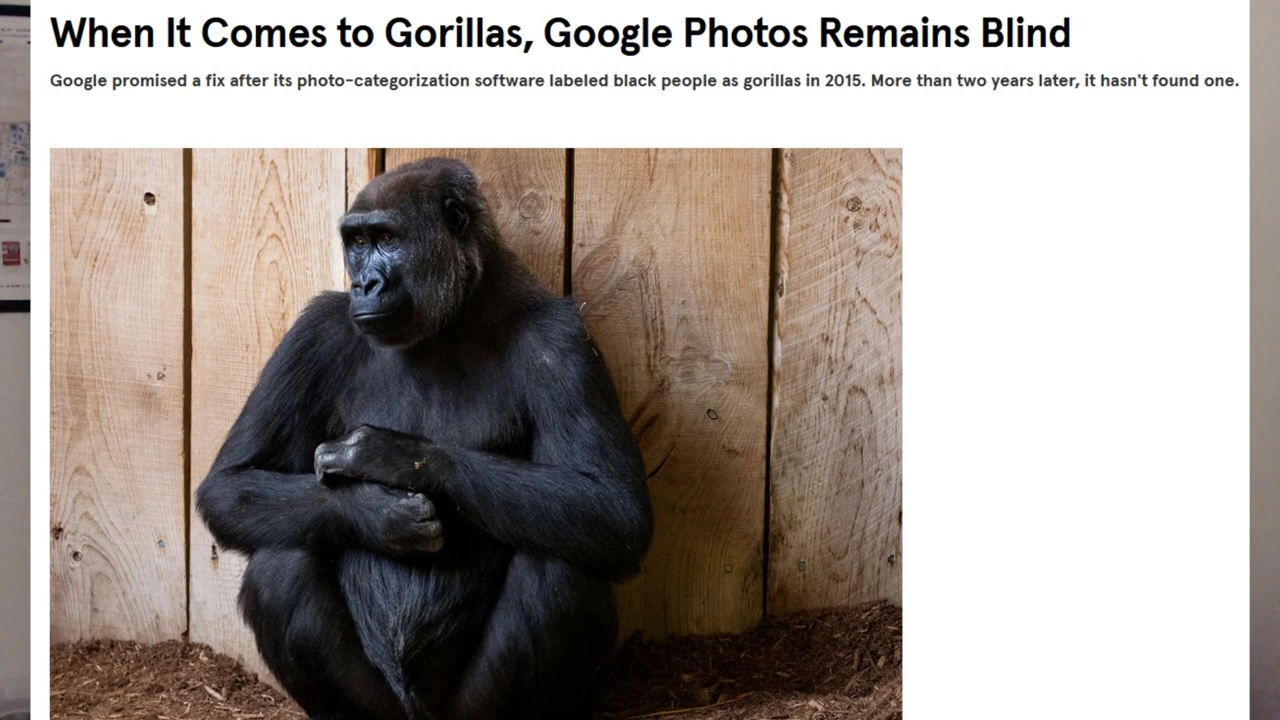 When It Comes to Gorillas, Google Photos Remains Blind
Google promised a fix after its photo-categorization software labeled black people as gorillas in 2015. More than two years later, it hasn't found one.